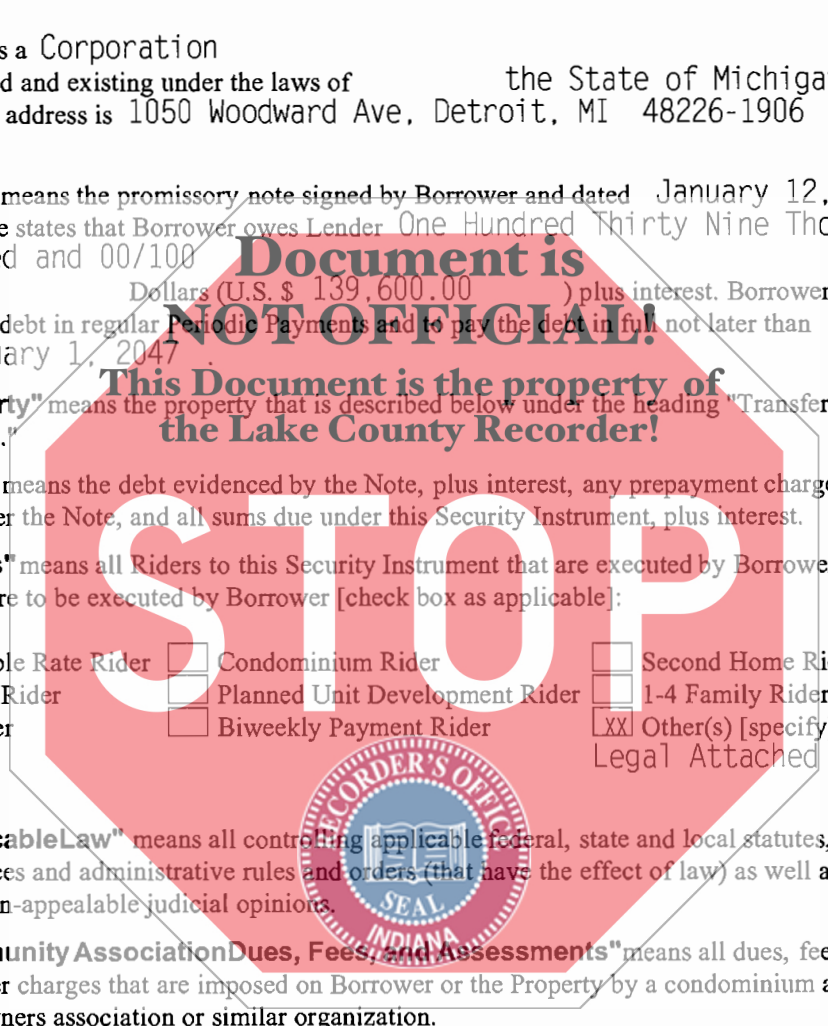 s a Corporation
d and existing under the laws of the State of Michiga
address is 1050 Woodward Ave, Detroit, MI 48226-1906
means the promissory note signed by Borrower and dated January 12,
e states that Borrower owes Lender One Hundred Thirty Nine Tho
d and 00/100
Document is
Dollars (U.S. $ 139,600.00 ) plus interest. Borrower
NOT OFFICIAL!
debt in regular Periodic Payments and to pay the debt in full not later than
ary 1, 2047 .
This Document is the property of
rty" means the property that is described below under the heading "Transfer
the Lake County Recorder!
."
means the debt evidenced by the Note, plus interest, any prepayment charge
er the Note, and all sums due under this Security Instrument, plus interest.
s" means all Riders to this Security Instrument that are executed by Borrowe
re to be executed by Borrower [check box as applicable]:
STOP
le Rate Rider Condominium Rider Second Home Ri
Rider Planned Unit Development Rider 1-4 Family Rider
er Biweekly Payment Rider XX Other(s) [specify
Legal Attached
RECORDER'S OFFICE
SEAL
INDIANA
cableLaw" means all controlling applicable federal, state and local statutes,
es and administrative rules and orders (that have the effect of law) as well a
n-appealable judicial opinions.
unity AssociationDues, Fees, and Assessments" means all dues, fee
r charges that are imposed on Borrower or the Property by a condominium a
ners association or similar organization.